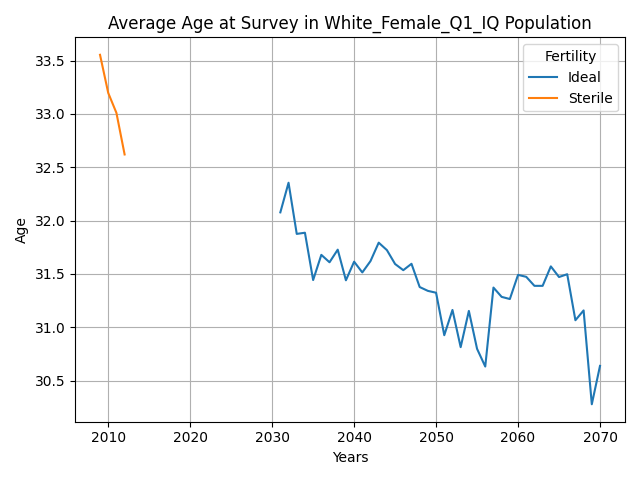 Average Age at Survey in White_Female_Q1_IQ Population
Fertility
Ideal
Sterile
33.5
33.0
32.5
32.0
31.5
31.0
30.5
Age
2010 2020 2030 2040 2050 2060 2070
Years